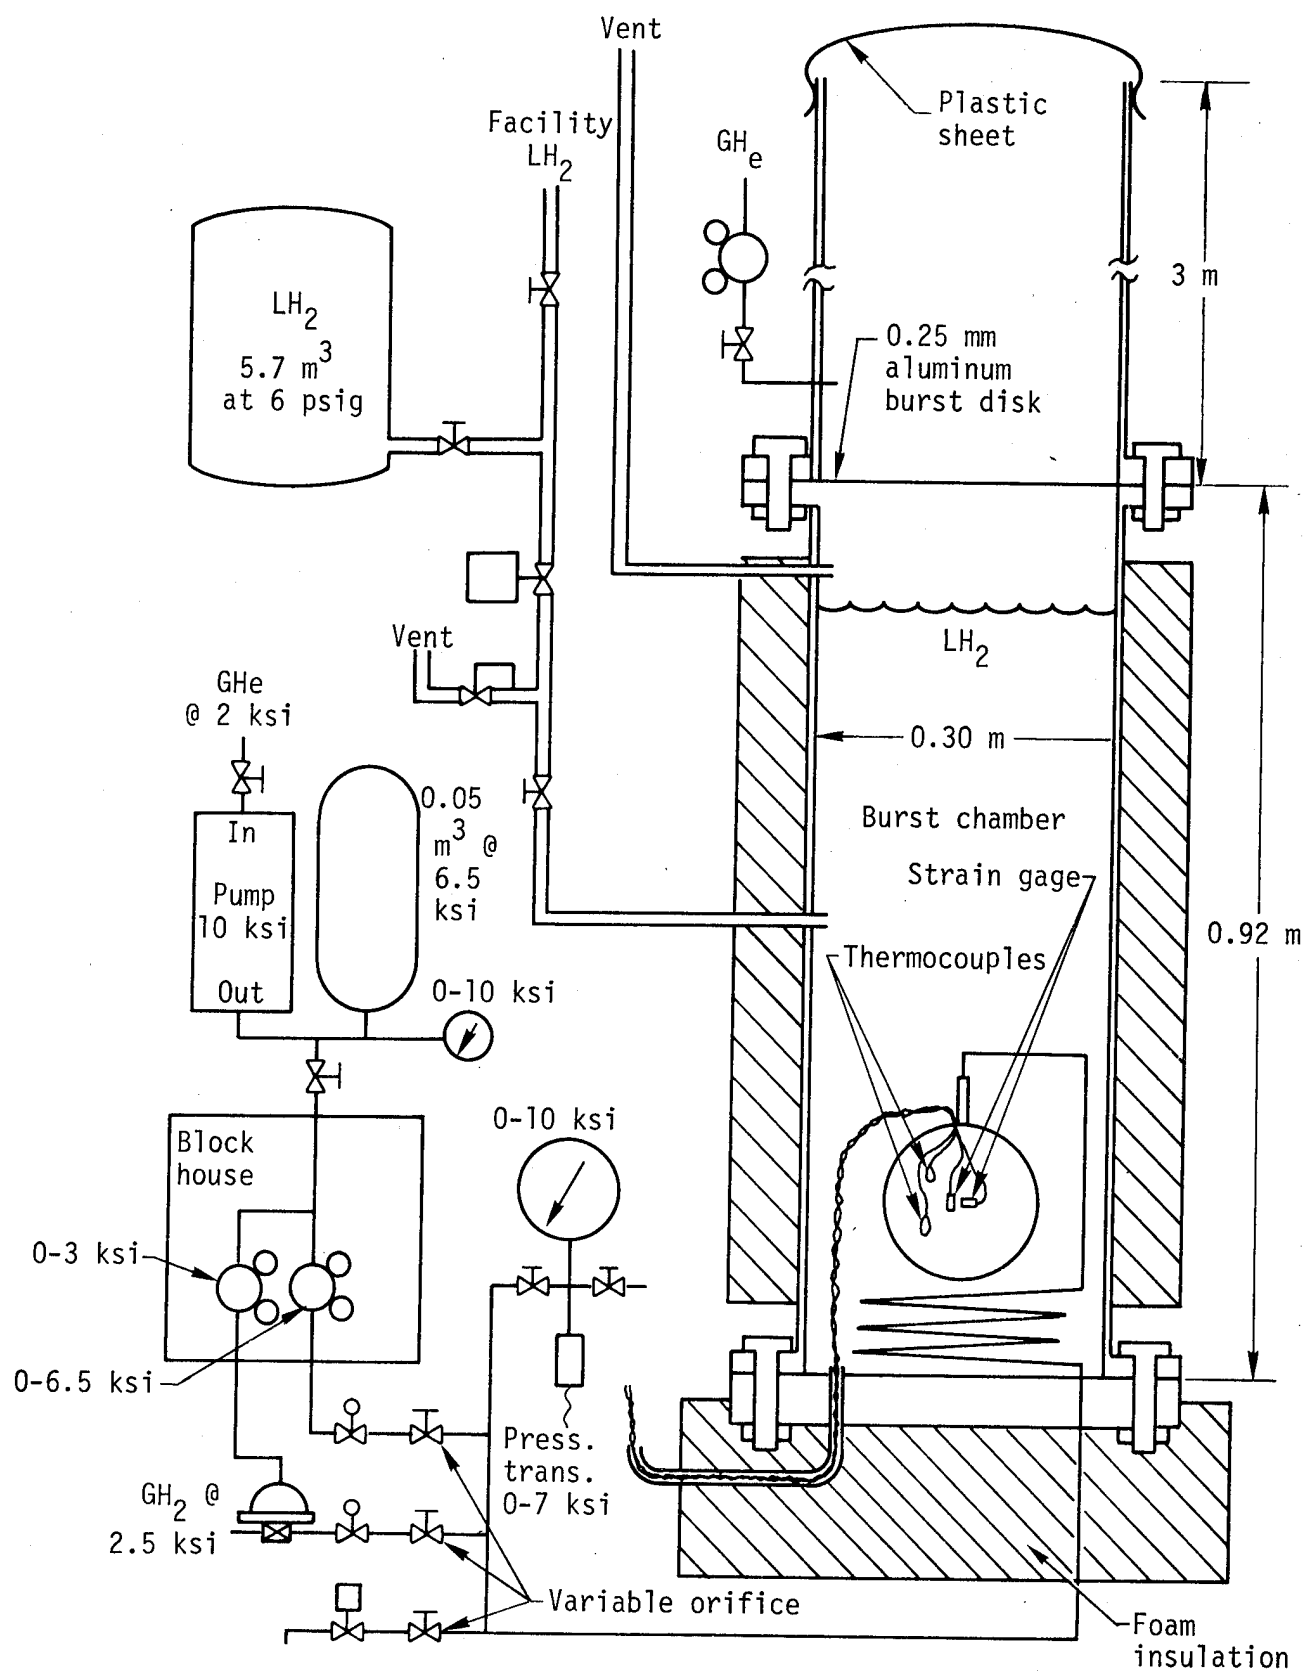 Vent
Plastic
sheet
Facility
LH2
GHe
3 m
LH2
5.7 m3
at 6 psig
0.25 mm
aluminum
burst disk
Vent
LH2
GHe
@ 2 ksi
0.30 m
0.05
m3 @
6.5
ksi
In
Pump
10 ksi
Out
Burst chamber
Strain gage
0.92 m
Thermocouples
0-10 ksi
0-10 ksi
Block
house
0-3 ksi
0-6.5 ksi
Press.
trans.
0-7 ksi
GH2 @
2.5 ksi
Variable orifice
Foam
insulation